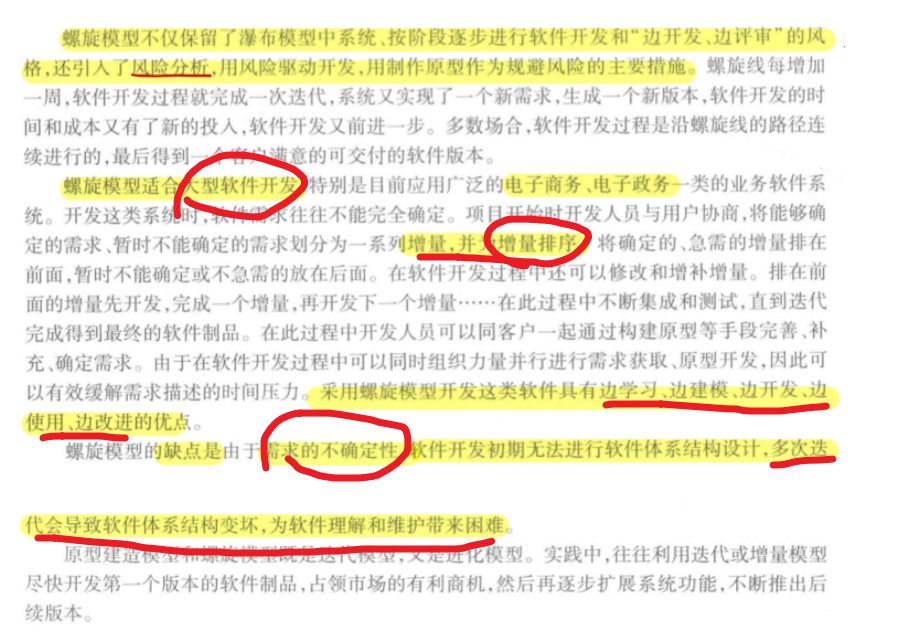 螺旋模型不仅保留了瀑布模型中系统、按阶段逐步进行软件开发和“边开发、边评审”的风
格,还引入了风险分析,用风险驱动开发,用制作原型作为规避风险的主要措施。螺旋线每增加
一周,软件开发过程就完成一次迭代,系统又实现了一个新需求,生成一个新版本,软件开发的时
间和成本又有了新的投入,软件开发又前进一步。多数场合,软件开发过程是沿螺旋线的路径连
续进行的,最后得到一个客户满意的可交付的软件版本。
螺旋模型适合大型软件开发,特别是目前应用广泛的电子商务、电子政务一类的业务软件系
统。开发这类系统时,软件需求往往不能完全确定。项目开始时开发人员与用户协商,将能够确
定的需求、暂时不能确定的需求划分为一系列增量,并为增量排序。将确定的、急需的增量排在
前面,暂时不能确定或不急需的放在后面。在软件开发过程中还可以修改和增补增量。排在前
面的增量先开发,完成一个增量,再开发下一个增量……在此过程中不断集成和测试,直到迭代
完成得到最终的软件制品。在此过程中开发人员可以同客户一起通过构建原型等手段完善、补
充、确定需求。由于在软件开发过程中可以同时组织力量并行进行需求获取、原型开发,因此可
以有效缓解需求描述的时间压力。采用螺旋模型开发这类软件具有边学习、边建模、边开发、边
使用、边改进的优点。
螺旋模型的缺点是由于需求的不确定性,软件开发初期无法进行软件体系结构设计,多次迭
代会导致软件体系结构变坏,为软件理解和维护带来困难。
原型建造模型和螺旋模型既是迭代模型,又是进化模型。实践中,往往利用迭代或增量模型
尽快开发第一个版本的软件制品,占领市场的有利商机,然后再逐步扩展系统功能,不断推出后
续版本。